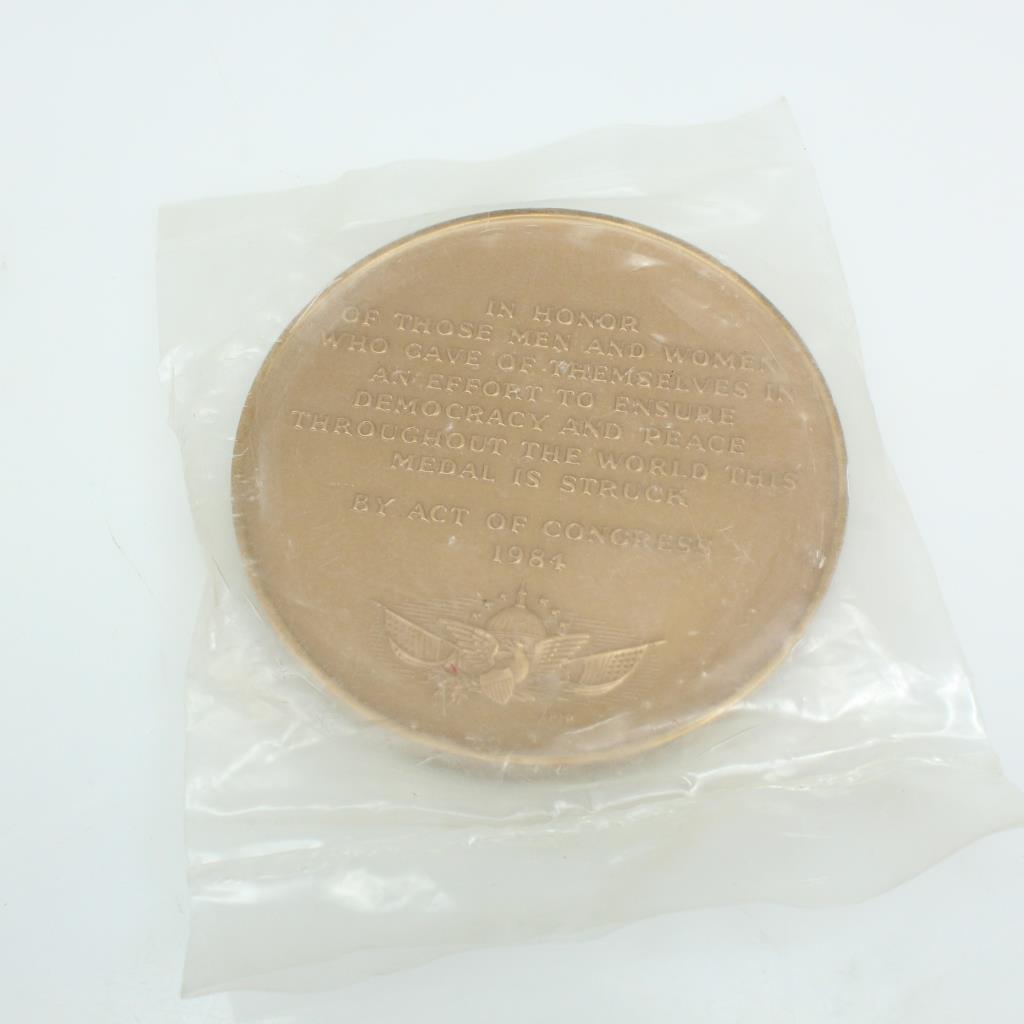 IN HONOR
OF THOSE MEN AND WOMEN
WHO GAVE OF THEMSELVES IN
AN EFFORT TO ENSURE
DEMOCRACY AND PEACE
THROUGHOUT THE WORLD THIS
MEDAL IS STRUCK
BY ACT OF CONGRESS
1984